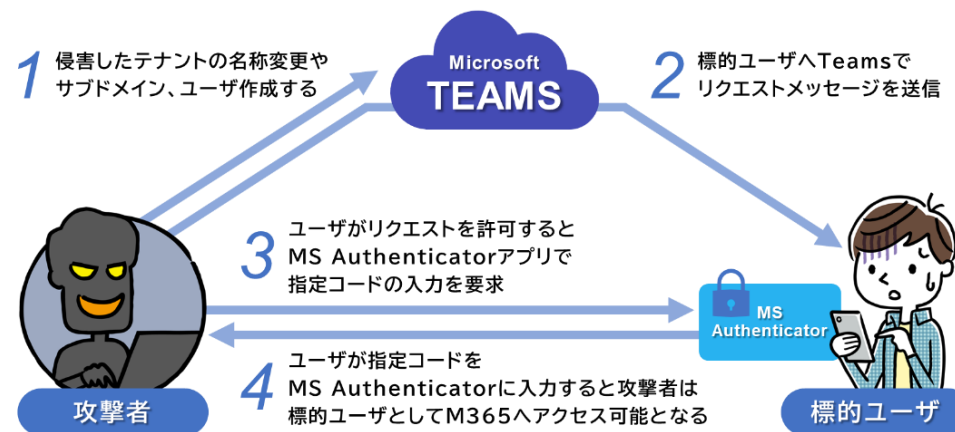 1
侵害したテナントの名称変更や
サブドメイン、ユーザ作成する
Microsoft
TEAMS
2
標的ユーザへTeamsで
リクエストメッセージを送信
3
ユーザがリクエストを許可すると
MS Authenticatorアプリで
指定コードの入力を要求
MS
Authenticator
4
ユーザが指定コードを
MS Authenticatorに入力すると攻撃者は
標的ユーザとしてM365へアクセス可能となる
攻撃者
標的ユーザ